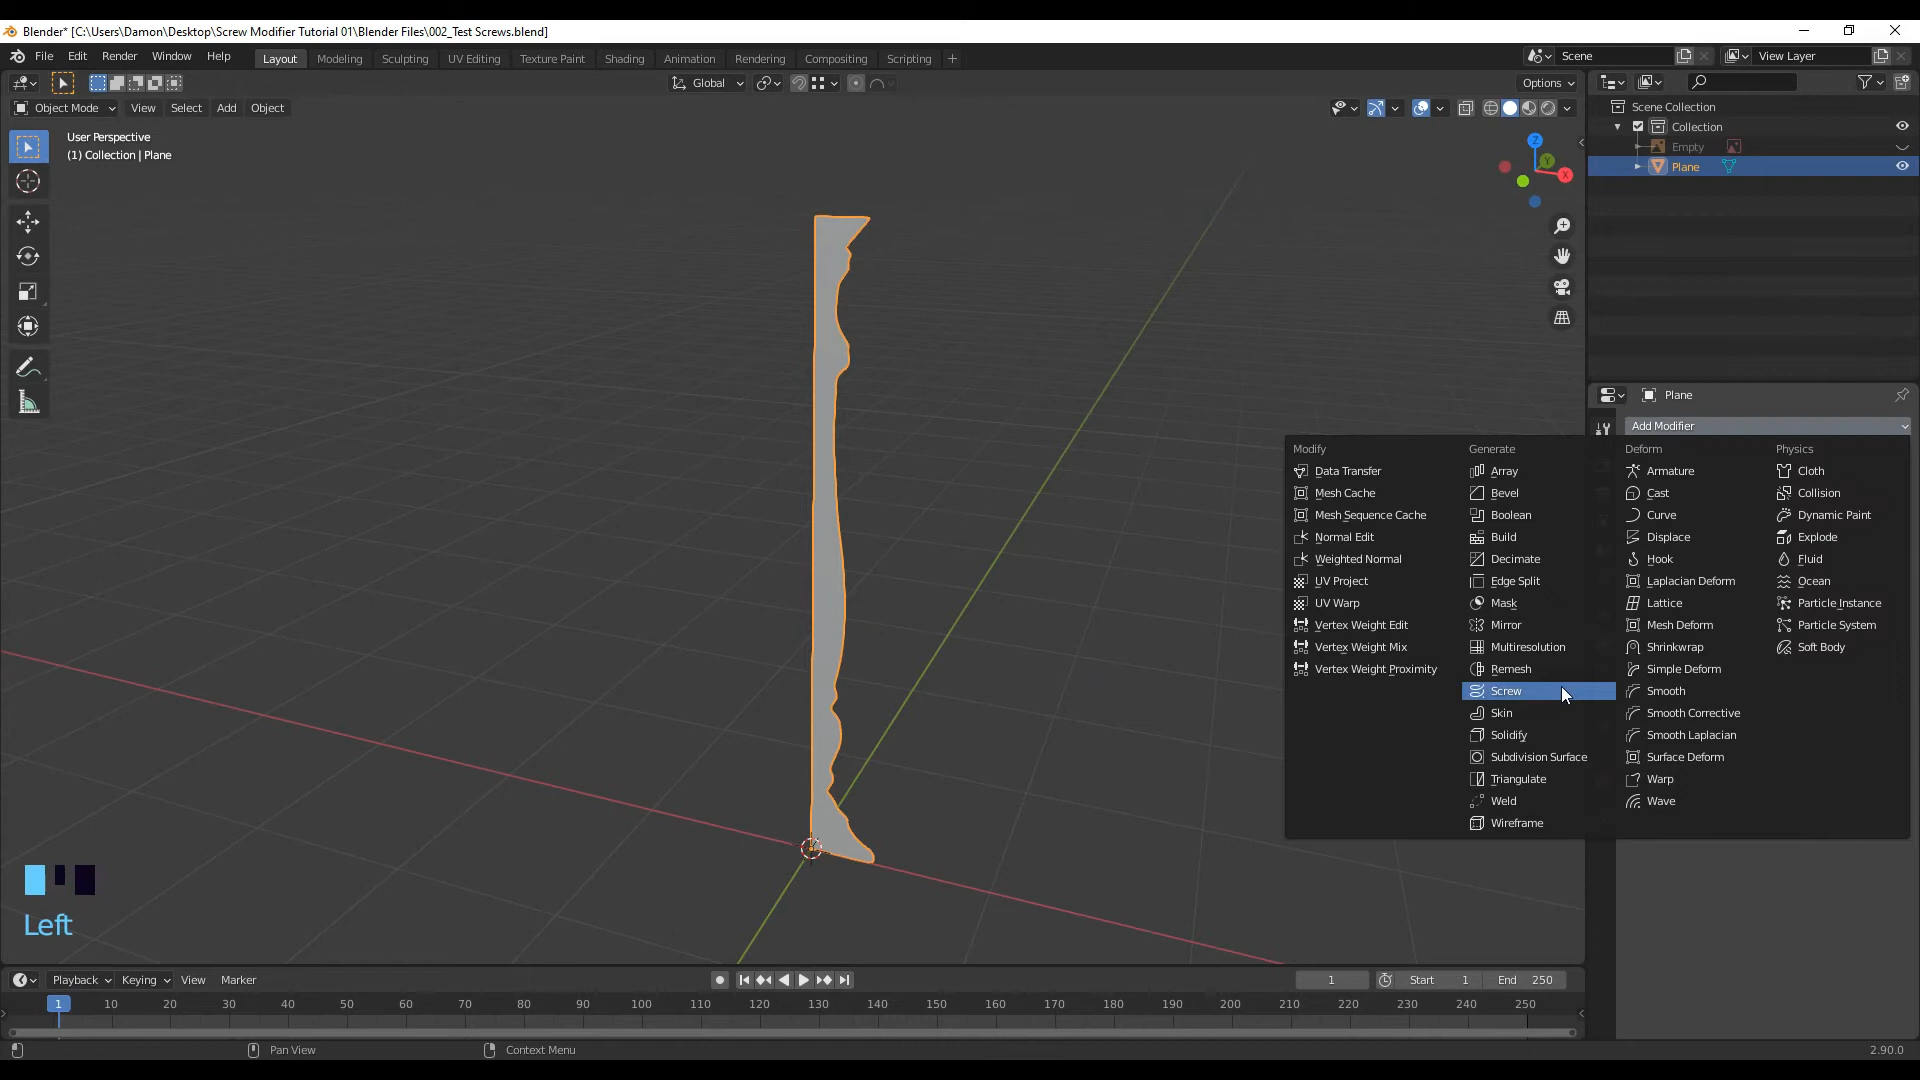 Blender* [C:\Users\Damon\Desktop\Screw Modifier Tutorial 01\Blender Files\002_Test Screws.blend]
File Edit Render Window Help Layout Modeling Sculpting UV Editing Texture Paint Shading Animation Rendering Compositing Scripting + Scene View Layer
Global Options
Object Mode View Select Add Object
User Perspective
(1) Collection | Plane
Z
Y
X
Scene Collection
Collection
Empty
Plane
Plane
Add Modifier
Modify Generate Deform Physics
Data Transfer Array Armature Cloth
Mesh Cache Bevel Cast Collision
Mesh Sequence Cache Boolean Curve Dynamic Paint
Normal Edit Build Displace Explode
Weighted Normal Decimate Hook Fluid
UV Project Edge Split Laplacian Deform Ocean
UV Warp Mask Lattice Particle Instance
Vertex Weight Edit Mirror Mesh Deform Particle System
Vertex Weight Mix Multiresolution Shrinkwrap Soft Body
Vertex Weight Proximity Remesh Simple Deform
Screw Smooth
Skin Smooth Corrective
Solidify Smooth Laplacian
Subdivision Surface Surface Deform
Triangulate Warp
Weld Wave
Wireframe
Left
Playback Keying View Marker 1 Start 1 End 250
1 10 20 30 40 50 60 70 80 90 100 110 120 130 140 150 160 170 180 190 200 210 220 230 240 250
Pan View Context Menu 2.90.0